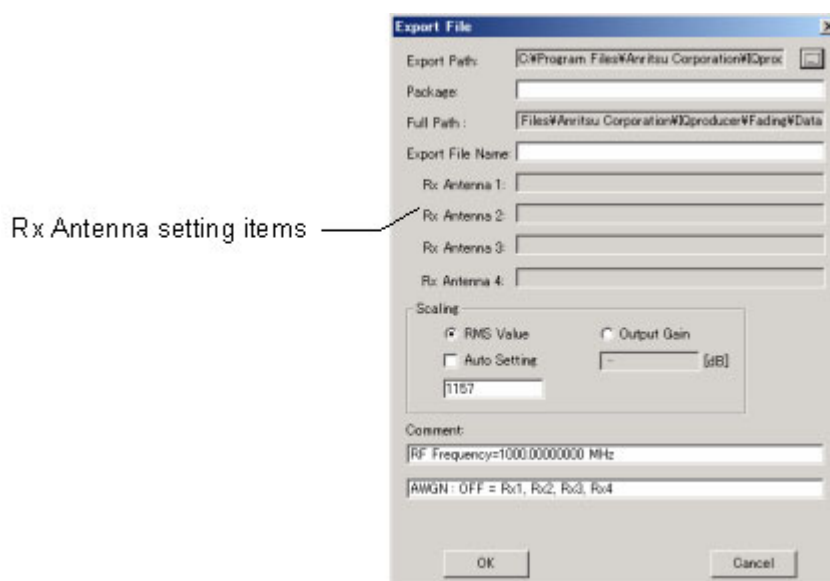 Export File
Export Path: C:¥Program Files¥Anritsu Corporation¥IQproc ...
Package:
Full Path : Files¥Anritsu Corporation¥IQproducer¥Fading¥Data
Export File Name:
Rx Antenna 1:
Rx Antenna setting items
Rx Antenna 2:
Rx Antenna 3:
Rx Antenna 4:
Scaling
RMS Value Output Gain
Auto Setting - [dB]
1157
Comment:
RF Frequency=1000.00000000 MHz
AWGN : OFF = Rx1, Rx2, Rx3, Rx4
OK Cancel